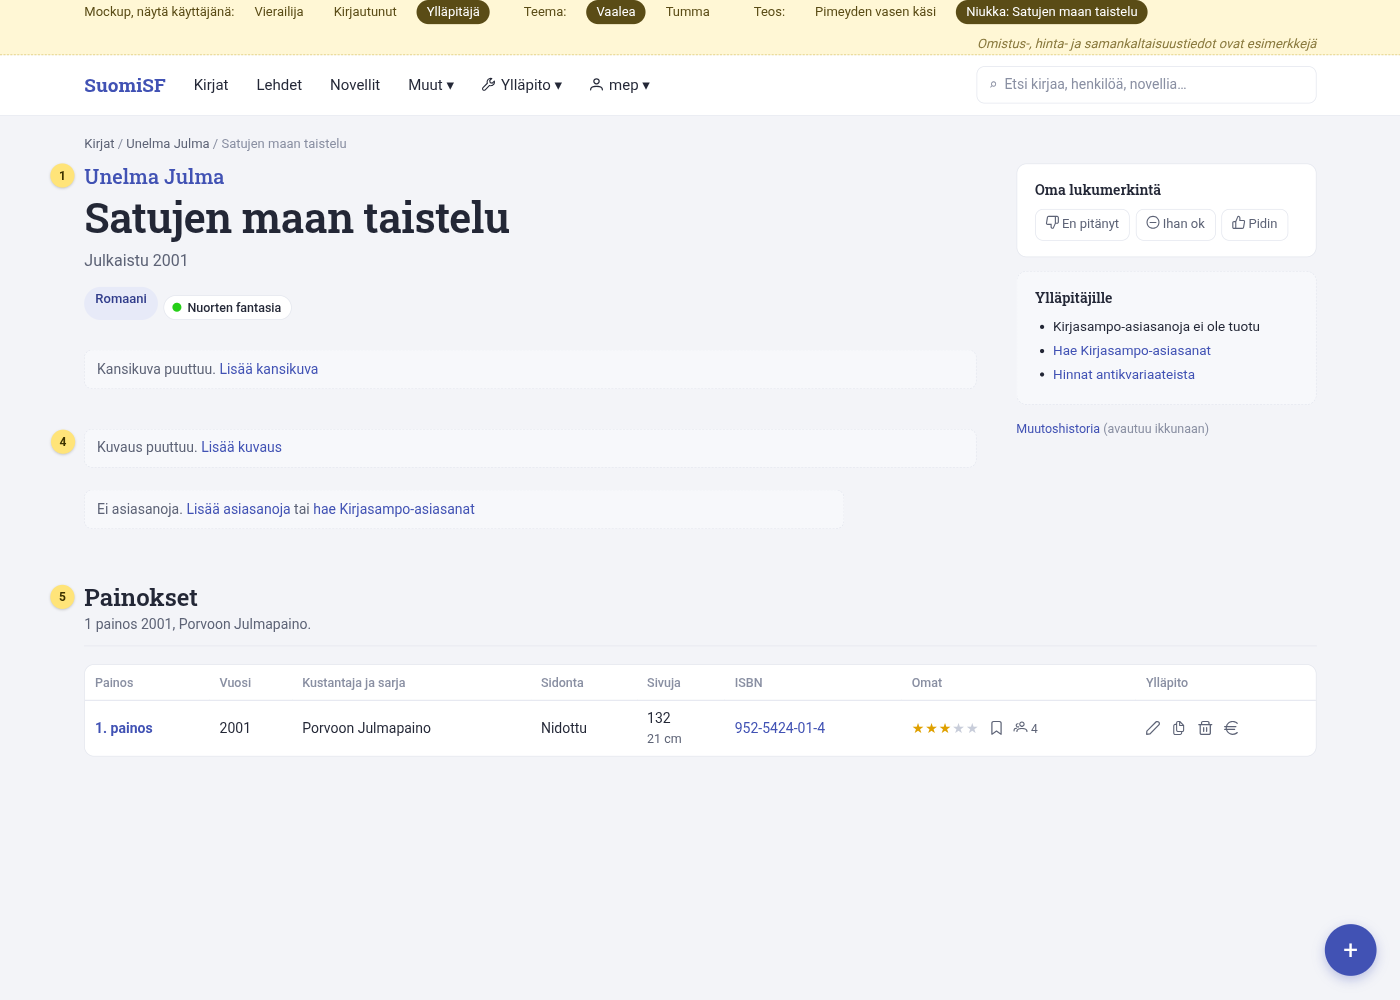 Mockup, näytä käyttäjänä: Vierailija Kirjautunut Ylläpitäjä Teema: Vaalea Tumma Teos: Pimeyden vasen käsi Niukka: Satujen maan taistelu
Omistus-, hinta- ja samankaltaisuustiedot ovat esimerkkejä
SuomiSF Kirjat Lehdet Novellit Muut ▾ Ylläpito ▾ mep ▾ Etsi kirjaa, henkilöä, novellia…
Kirjat / Unelma Julma / Satujen maan taistelu
1 Unelma Julma
Satujen maan taistelu
Julkaistu 2001
Romaani Nuorten fantasia
Kansikuva puuttuu. Lisää kansikuva
4 Kuvaus puuttuu. Lisää kuvaus
Ei asiasanoja. Lisää asiasanoja tai hae Kirjasampo-asiasanat
Oma lukumerkintä
En pitänyt Ihan ok Pidin
Ylläpitäjille
• Kirjasampo-asiasanoja ei ole tuotu
• Hae Kirjasampo-asiasanat
• Hinnat antikvariaateista
Muutoshistoria (avautuu ikkunaan)
5 Painokset
1 painos 2001, Porvoon Julmapaino.
Painos Vuosi Kustantaja ja sarja Sidonta Sivuja ISBN Omat Ylläpito
1. painos 2001 Porvoon Julmapaino Nidottu 132 952-5424-01-4 ★★★★★ 4
21 cm
+